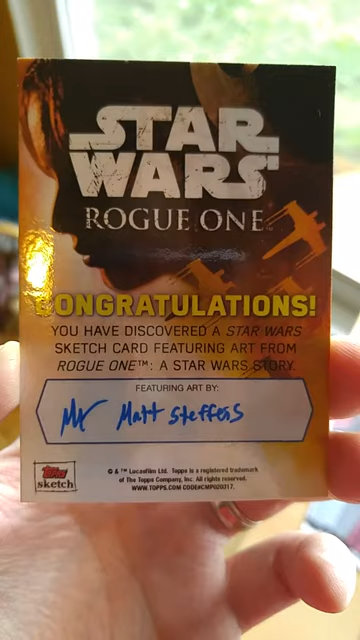 STAR
WARS
ROGUE ONE
CONGRATULATIONS!
YOU HAVE DISCOVERED A STAR WARS
SKETCH CARD FEATURING ART FROM
ROGUE ONE™: A STAR WARS STORY.
FEATURING ART BY:
Matt Steffens
Topps
sketch
© & ™ Lucasfilm Ltd. Topps is a registered trademark
of The Topps Company, Inc. All rights reserved.
WWW.TOPPS.COM CODE#CMP020317.